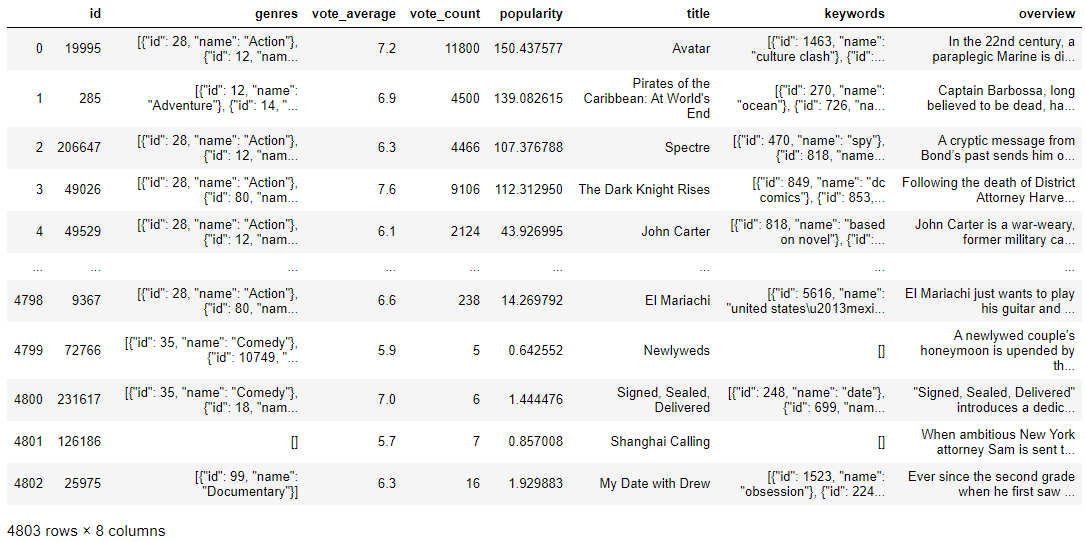 id genres vote_average vote_count popularity title keywords overview
0 19995 [{"id": 28, "name": "Action"}, {"id": 12, "nam... 7.2 11800 150.437577 Avatar [{"id": 1463, "name": "culture clash"}, {"id":... In the 22nd century, a paraplegic Marine is di...
1 285 [{"id": 12, "name": "Adventure"}, {"id": 14, "... 6.9 4500 139.082615 Pirates of the Caribbean: At World's End [{"id": 270, "name": "ocean"}, {"id": 726, "na... Captain Barbossa, long believed to be dead, ha...
2 206647 [{"id": 28, "name": "Action"}, {"id": 12, "nam... 6.3 4466 107.376788 Spectre [{"id": 470, "name": "spy"}, {"id": 818, "name... A cryptic message from Bond's past sends him o...
3 49026 [{"id": 28, "name": "Action"}, {"id": 80, "nam... 7.6 9106 112.312950 The Dark Knight Rises [{"id": 849, "name": "dc comics"}, {"id": 853,... Following the death of District Attorney Harve...
4 49529 [{"id": 28, "name": "Action"}, {"id": 12, "nam... 6.1 2124 43.926995 John Carter [{"id": 818, "name": "based on novel"}, {"id":... John Carter is a war-weary, former military ca...
... ... ... ... ... ... ... ... ...
4798 9367 [{"id": 28, "name": "Action"}, {"id": 80, "nam... 6.6 238 14.269792 El Mariachi [{"id": 5616, "name": "united states\u2013mexi... El Mariachi just wants to play his guitar and ...
4799 72766 [{"id": 35, "name": "Comedy"}, {"id": 10749, "... 5.9 5 0.642552 Newlyweds [] A newlywed couple's honeymoon is upended by th...
4800 231617 [{"id": 35, "name": "Comedy"}, {"id": 18, "nam... 7.0 6 1.444476 Signed, Sealed, Delivered [{"id": 248, "name": "date"}, {"id": 699, "nam... "Signed, Sealed, Delivered" introduces a dedic...
4801 126186 [] 5.7 7 0.857008 Shanghai Calling [] When ambitious New York attorney Sam is sent t...
4802 25975 [{"id": 99, "name": "Documentary"}] 6.3 16 1.929883 My Date with Drew [{"id": 1523, "name": "obsession"}, {"id": 224... Ever since the second grade when he first saw ...
4803 rows × 8 columns